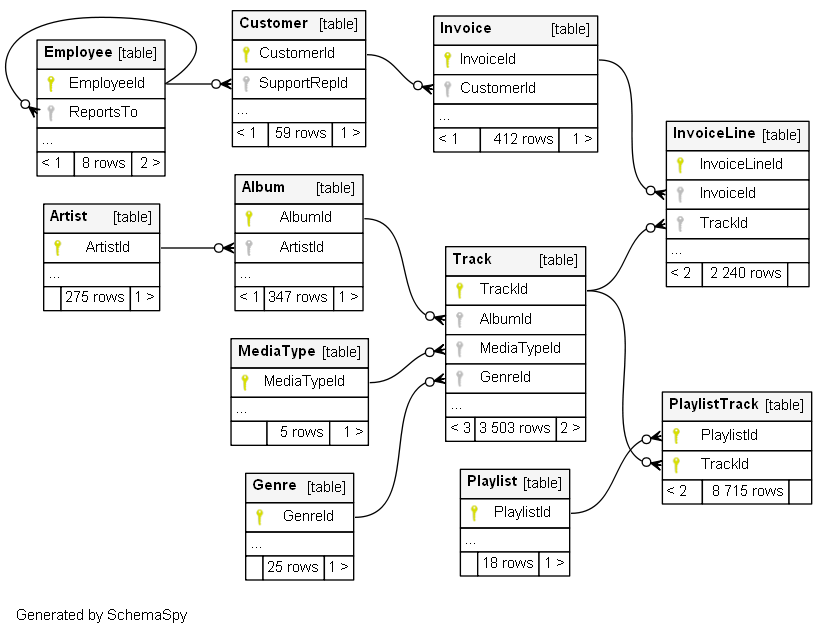 Employee [table]
EmployeeId
ReportsTo
...
< 1 8 rows 2 >
Customer [table]
CustomerId
SupportRepId
...
< 1 59 rows 1 >
Invoice [table]
InvoiceId
CustomerId
...
< 1 412 rows 1 >
InvoiceLine [table]
InvoiceLineId
InvoiceId
TrackId
...
< 2 2 240 rows
Artist [table]
ArtistId
...
275 rows 1 >
Album [table]
AlbumId
ArtistId
...
< 1 347 rows 1 >
Track [table]
TrackId
AlbumId
MediaTypeId
GenreId
...
< 3 3 503 rows 2 >
MediaType [table]
MediaTypeId
...
5 rows 1 >
PlaylistTrack [table]
PlaylistId
TrackId
< 2 8 715 rows
Genre [table]
GenreId
...
25 rows 1 >
Playlist [table]
PlaylistId
...
18 rows 1 >
Generated by SchemaSpy